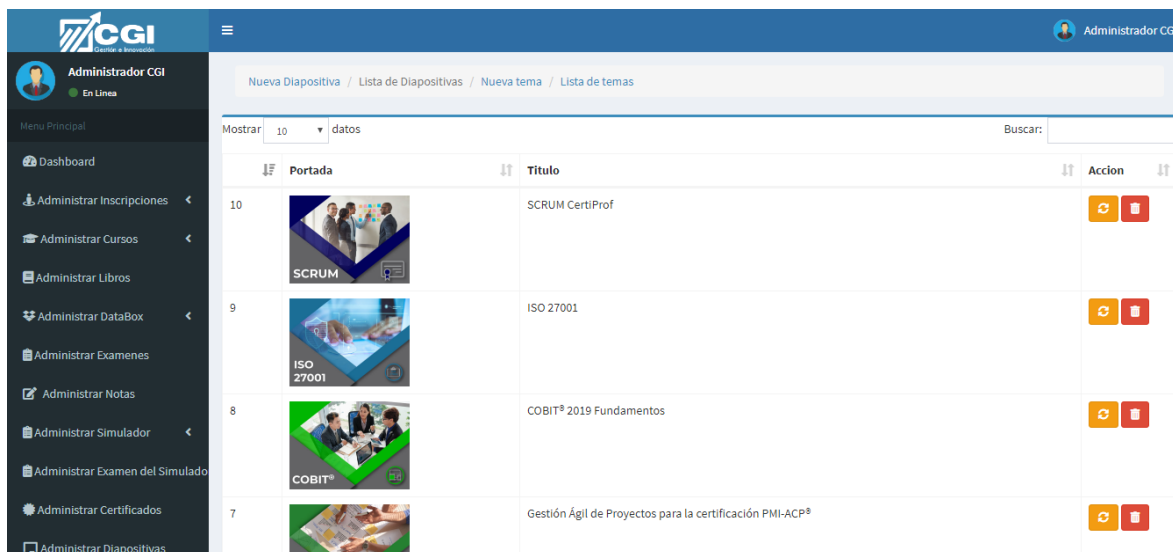 CGI
Gestión e Innovación
Administrador CG
Administrador CGI
En Linea
Menu Principal
Dashboard
Administrar Inscripciones
Administrar Cursos
Administrar Libros
Administrar DataBox
Administrar Examenes
Administrar Notas
Administrar Simulador
Administrar Examen del Simulado
Administrar Certificados
Administrar Diapositivas
Nueva Diapositiva / Lista de Diapositivas / Nueva tema / Lista de temas
Mostrar 10 datos
Buscar:
Portada Titulo Accion
10 SCRUM CertiProf
SCRUM
9 ISO 27001
ISO
27001
8 COBIT® 2019 Fundamentos
COBIT®
7 Gestión Ágil de Proyectos para la certificación PMI-ACP®